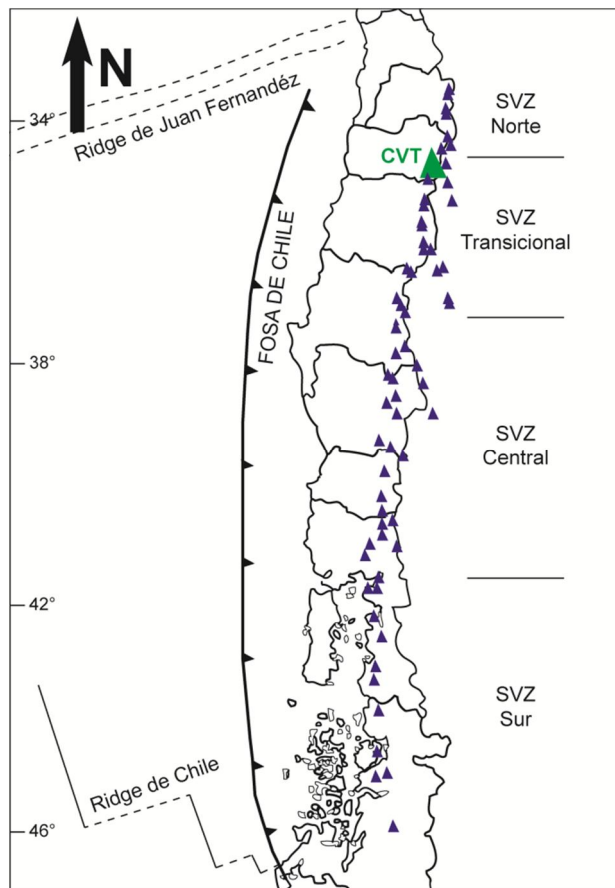 N
Ridge de Juan Fernandéz
34°
SVZ
Norte
CVT
SVZ
Transicional
FOSA DE CHILE
38°
SVZ
Central
42°
SVZ
Sur
Ridge de Chile
46°